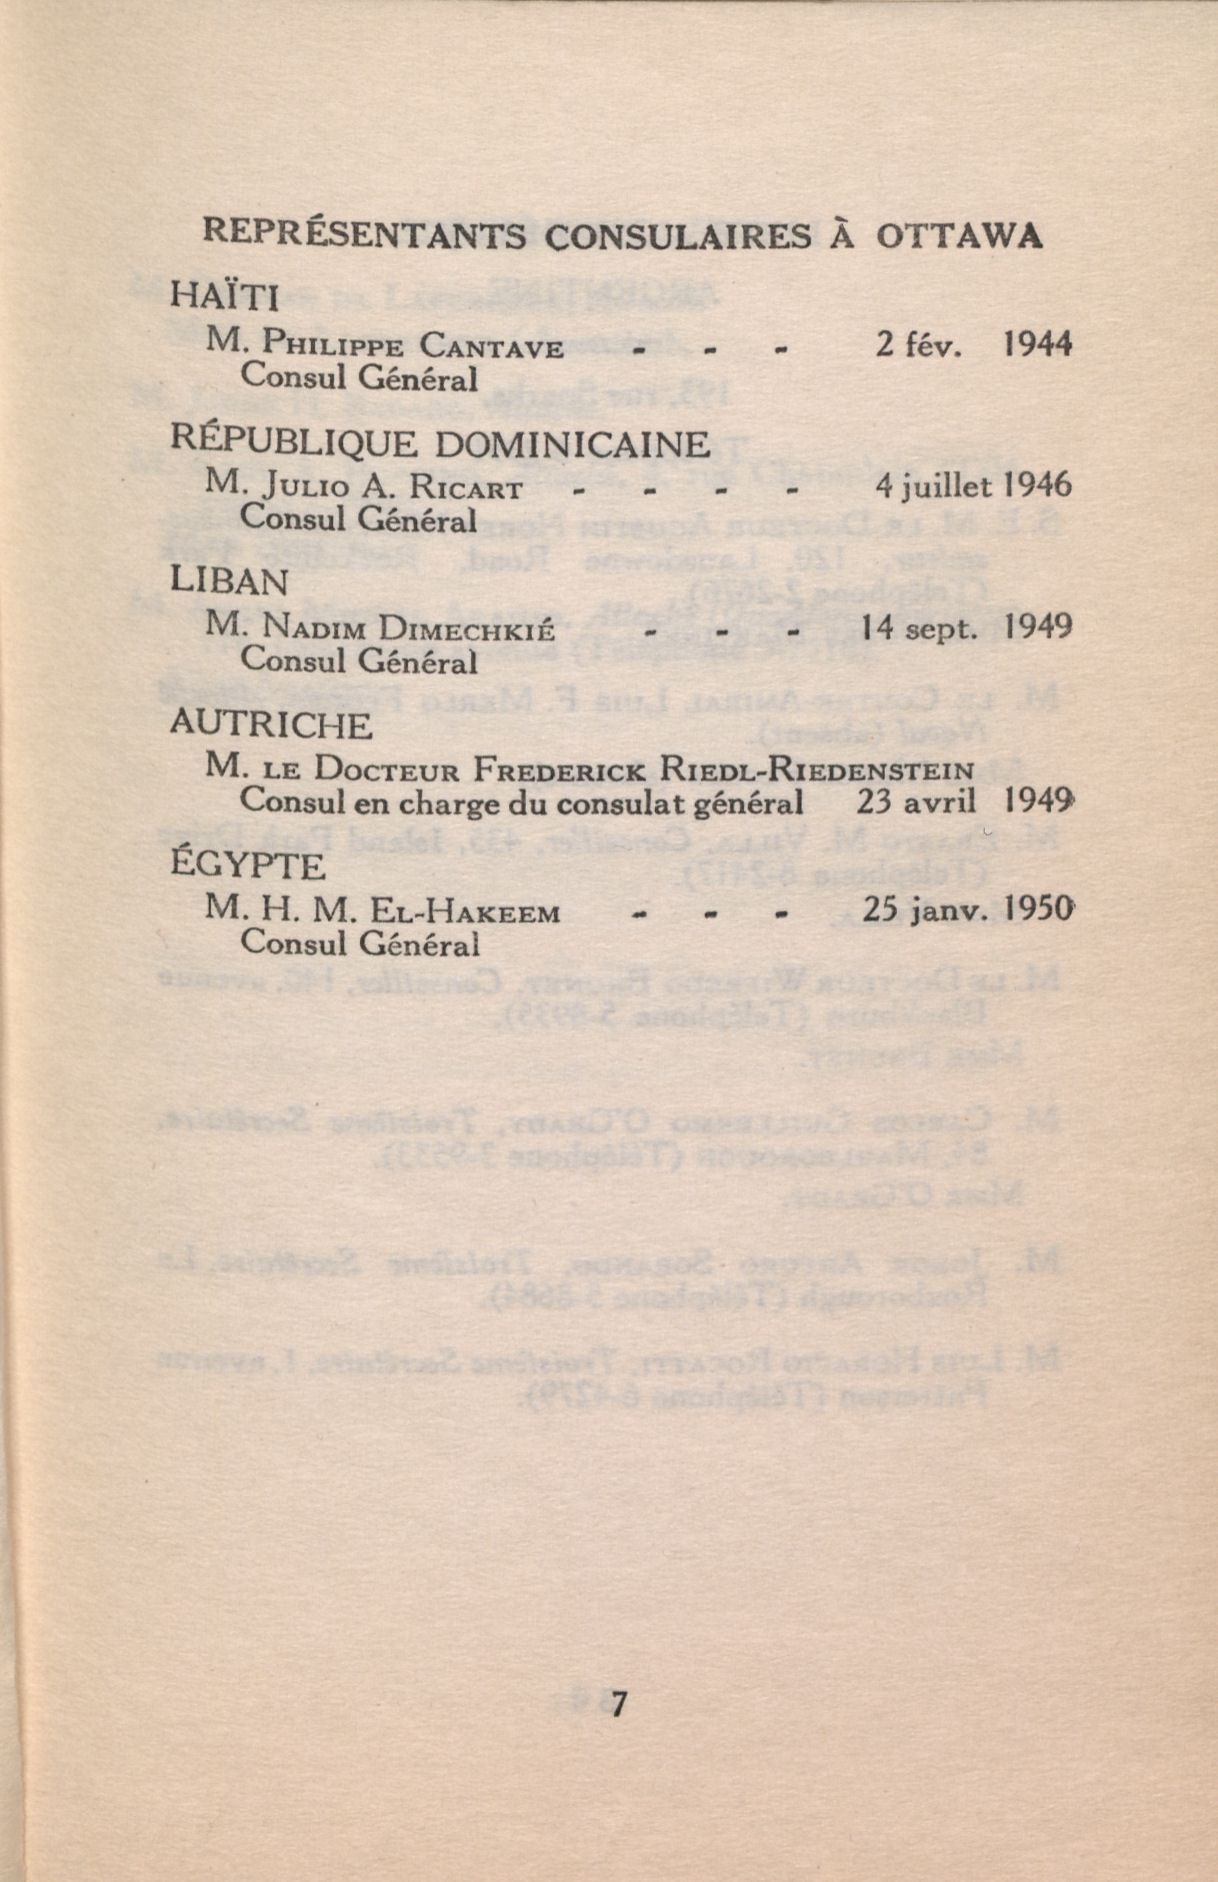 REPRÉSENTANTS CONSULAIRES À OTTAWA
HAÏTI
M. PHILIPPE CANTAVE - - - 2 fév. 1944
Consul Général
RÉPUBLIQUE DOMINICAINE
M. JULIO A. RICART - - - - 4 juillet 1946
Consul Général
LIBAN
M. NADIM DIMECHKIÉ - - - 14 sept. 1949
Consul Général
AUTRICHE
M. LE DOCTEUR FREDERICK RIEDL-RIEDENSTEIN
Consul en charge du consulat général 23 avril 1949
ÉGYPTE
M. H. M. EL-HAKEEM - - - 25 janv. 1950
Consul Général
7